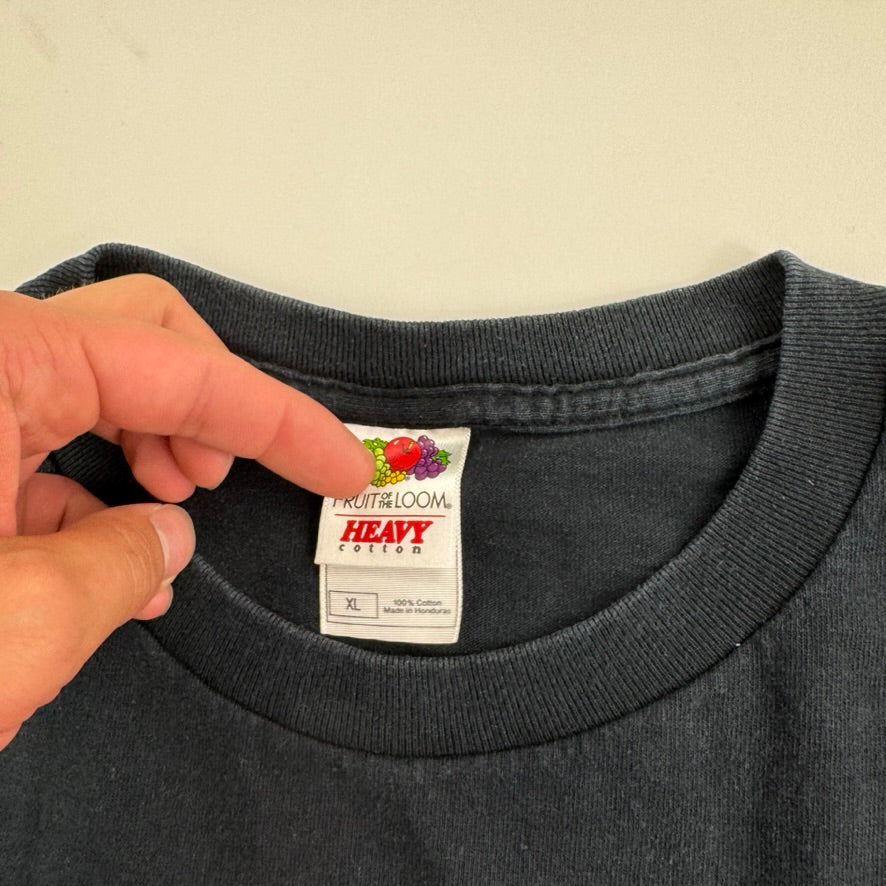 FRUIT OF THE LOOM®
HEAVY
cotton
XL
100% Cotton
Made in Honduras